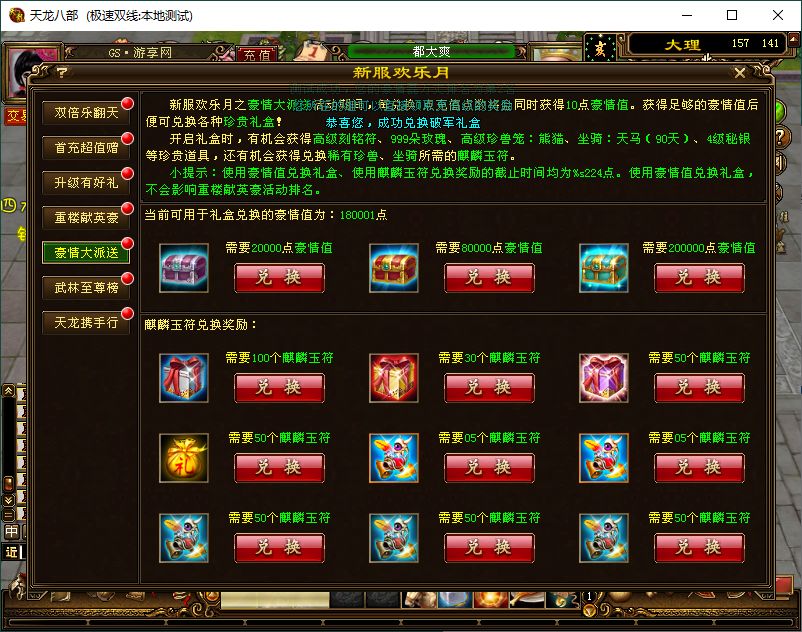 天龙八部 (极速双线:本地测试)
GS·游享网
充值
1
都太爽
大理
157 141
?
新服欢乐月
双倍乐翻天
首充超值赠
升级有好礼
重楼献英豪
豪情大派送
武林至尊榜
天龙携手行
新服欢乐月之豪情大派送活动期间，每兑换1点充值点数将会同时获得10点豪情值。获得足够的豪情值后
便可兑换各种珍贵礼盒！
恭喜您，成功兑换破军礼盒
开启礼盒时，有机会获得高级刻铭符、999朵玫瑰、高级珍兽笼：熊猫、坐骑：天马（90天）、4级秘银
等珍贵道具，还有机会获得兑换稀有珍兽、坐骑所需的麒麟玉符。
小提示：使用豪情值兑换礼盒、使用麒麟玉符兑换奖励的截止时间均为%s224点。使用豪情值兑换礼盒，
不会影响重楼献英豪活动排名。
当前可用于礼盒兑换的豪情值为：180001点
需要20000点豪情值
需要80000点豪情值
需要200000点豪情值
兑 换
兑 换
兑 换
麒麟玉符兑换奖励：
需要100个麒麟玉符
需要30个麒麟玉符
需要50个麒麟玉符
兑 换
兑 换
兑 换
需要50个麒麟玉符
需要05个麒麟玉符
需要05个麒麟玉符
礼
兑 换
兑 换
兑 换
需要50个麒麟玉符
需要50个麒麟玉符
需要50个麒麟玉符
兑 换
兑 换
兑 换
近
1